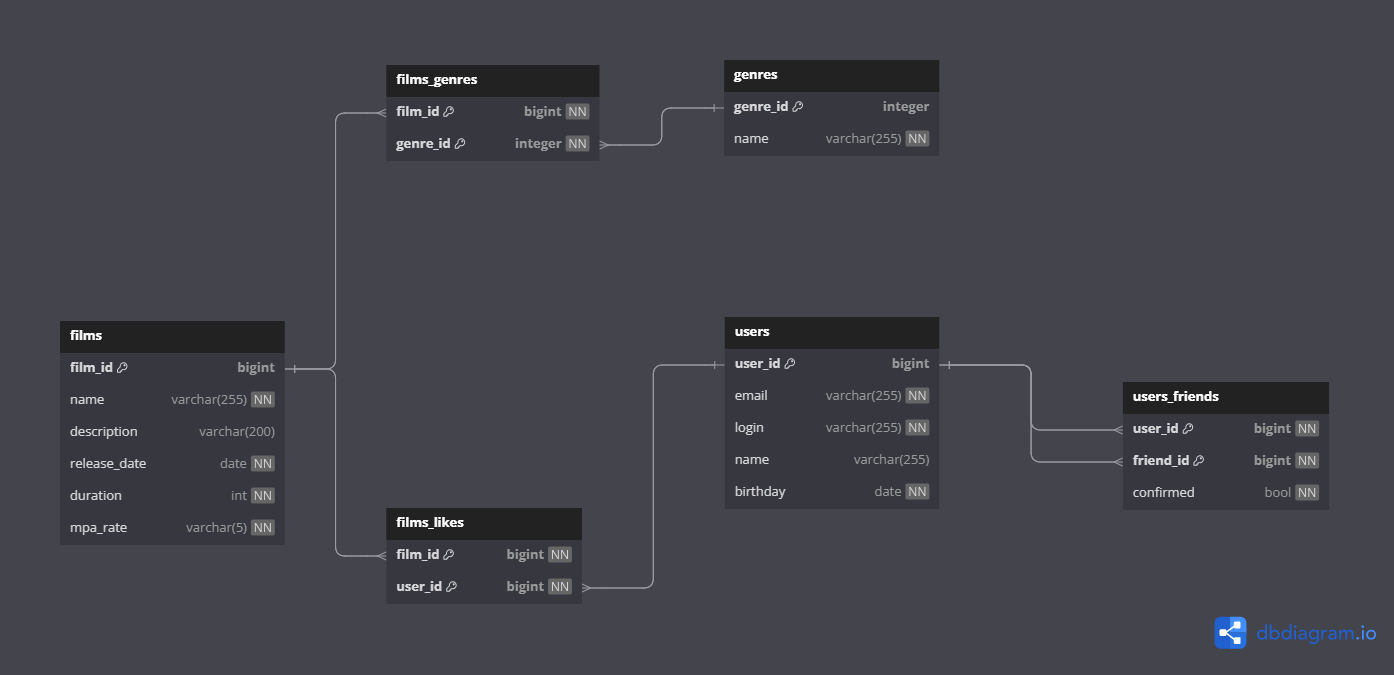 films_genres
film_id bigint NN
genre_id integer NN
genres
genre_id integer
name varchar(255) NN
films
film_id bigint
name varchar(255) NN
description varchar(200)
release_date date NN
duration int NN
mpa_rate varchar(5) NN
users
user_id bigint
email varchar(255) NN
login varchar(255) NN
name varchar(255)
birthday date NN
users_friends
user_id bigint NN
friend_id bigint NN
confirmed bool NN
films_likes
film_id bigint NN
user_id bigint NN
dbdiagram.io